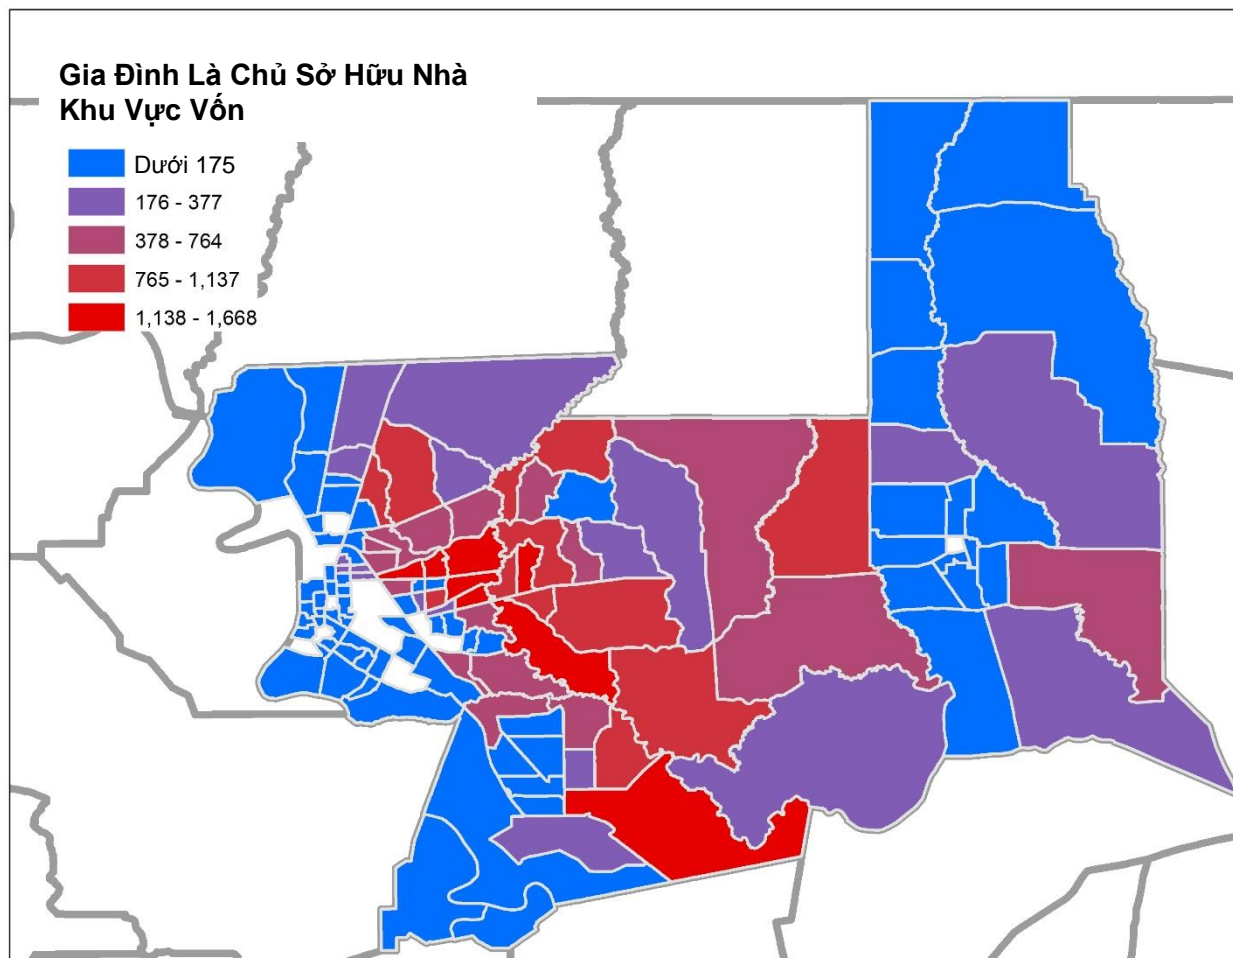 Gia Đình Là Chủ Sở Hữu Nhà
Khu Vực Vốn
Dưới 175
176 - 377
378 - 764
765 - 1,137
1,138 - 1,668